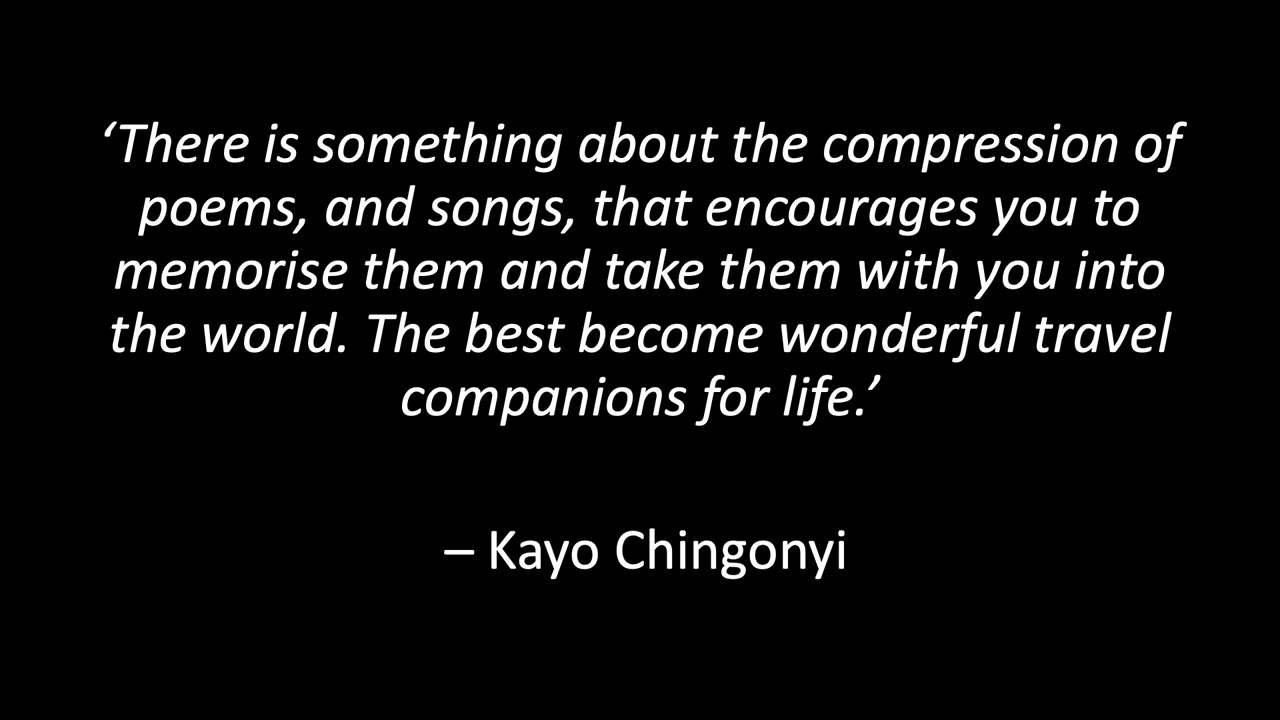 ‘There is something about the compression of
poems, and songs, that encourages you to
memorise them and take them with you into
the world. The best become wonderful travel
companions for life.’
– Kayo Chingonyi